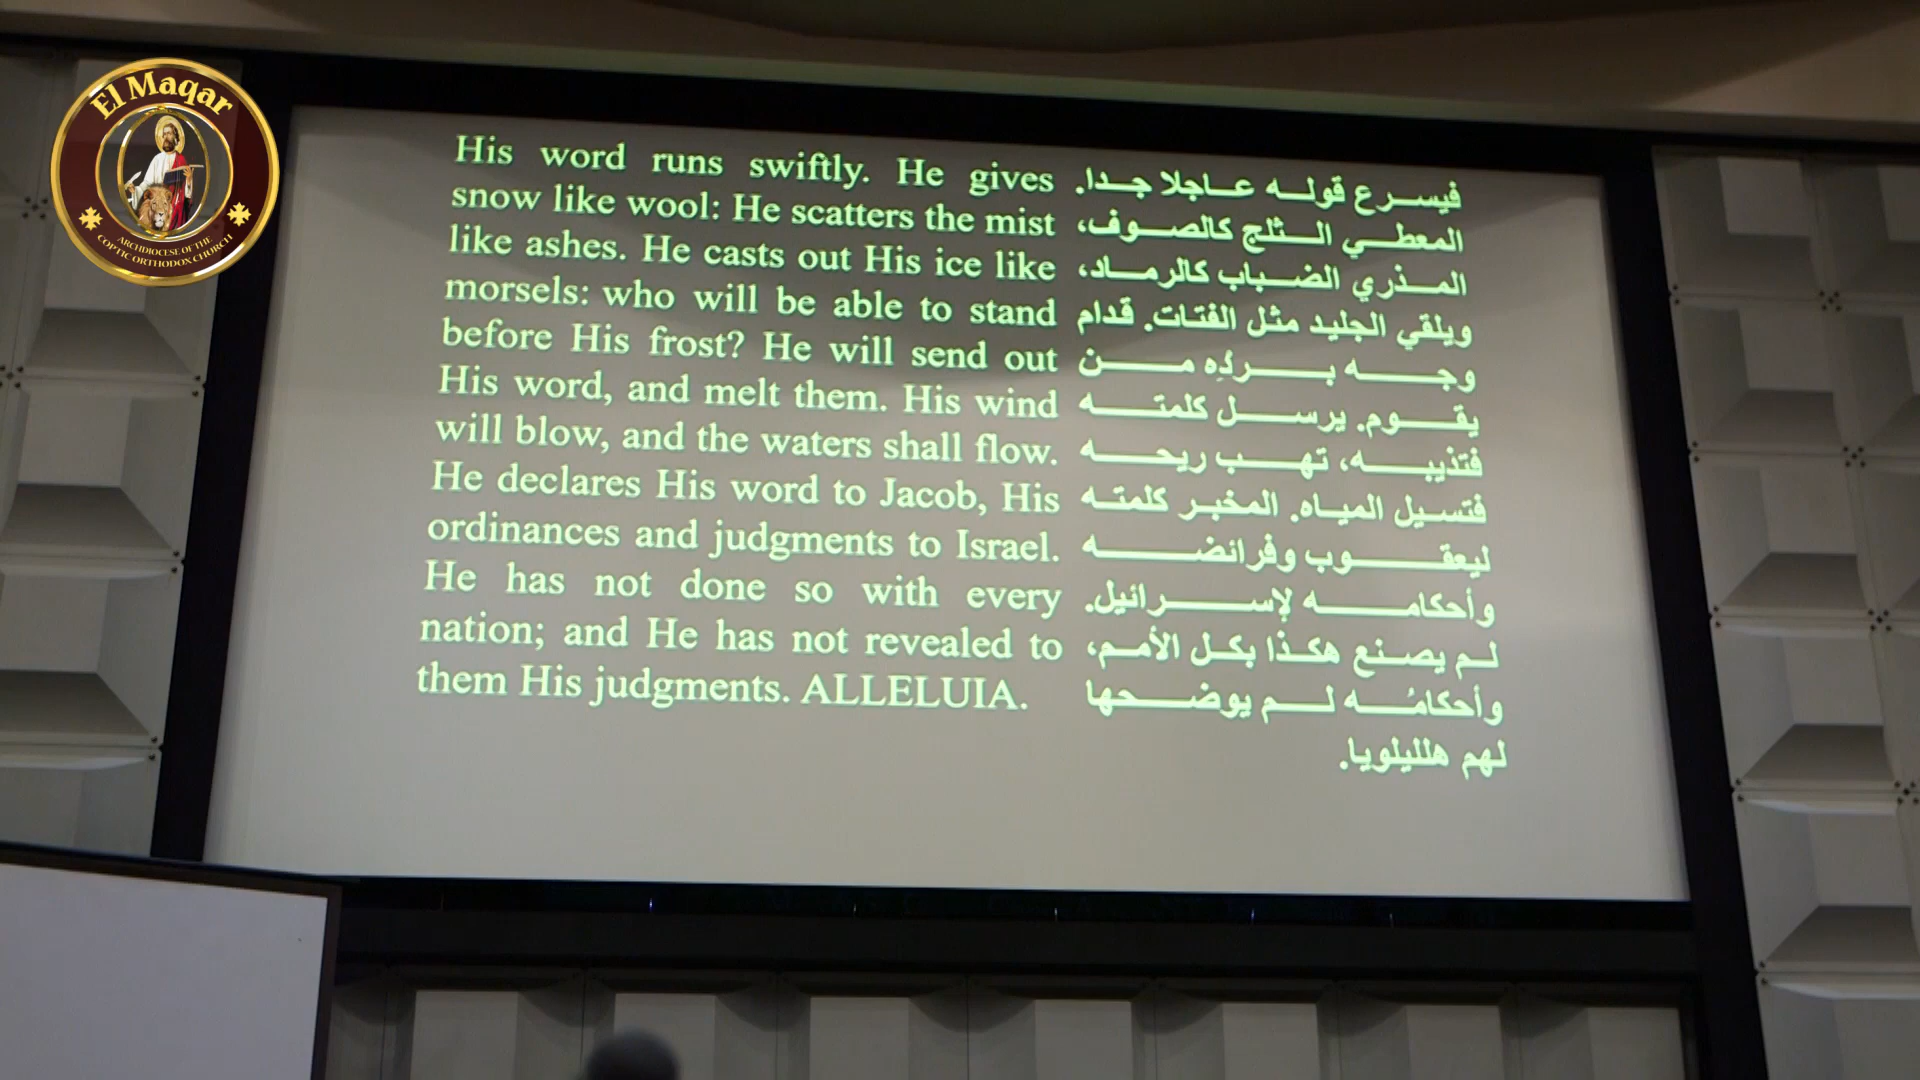 El Maqar
ARCHDIOCESE OF THE
COPTIC ORTHODOX CHURCH
His word runs swiftly. He gives
snow like wool: He scatters the mist
like ashes. He casts out His ice like
morsels: who will be able to stand
before His frost? He will send out
His word, and melt them. His wind
will blow, and the waters shall flow.
He declares His word to Jacob, His
ordinances and judgments to Israel.
He has not done so with every
nation; and He has not revealed to
them His judgments. ALLELUIA.
فيسرع قوله عاجلا جدا.
المعطي الثلج كالصوف،
المذري الضباب كالرماد،
ويلقي الجليد مثل الفتات. قدام
وجه بردِه من
يقوم. يرسل كلمته
فتذيبه، تهب ريحه
فتسيل المياه. المخبر كلمته
ليعقوب وفرائضه
وأحكامه لإسرائيل.
لم يصنع هكذا بكل الأمم،
وأحكامُه لم يوضحها
لهم هلليلويا.